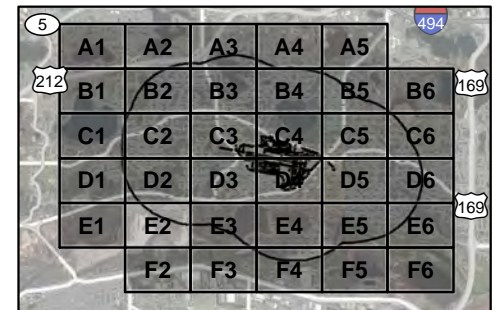 5 494
A1 A2 A3 A4 A5
212 B1 B2 B3 B4 B5 B6 169
C1 C2 C3 C4 C5 C6
D1 D2 D3 D4 D5 D6
169
E1 E2 E3 E4 E5 E6
F2 F3 F4 F5 F6